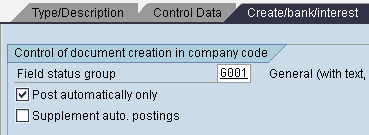 Type/Description Control Data Create/bank/interest
Control of document creation in company code
Field status group G001 General (with text,
Post automatically only
Supplement auto. postings